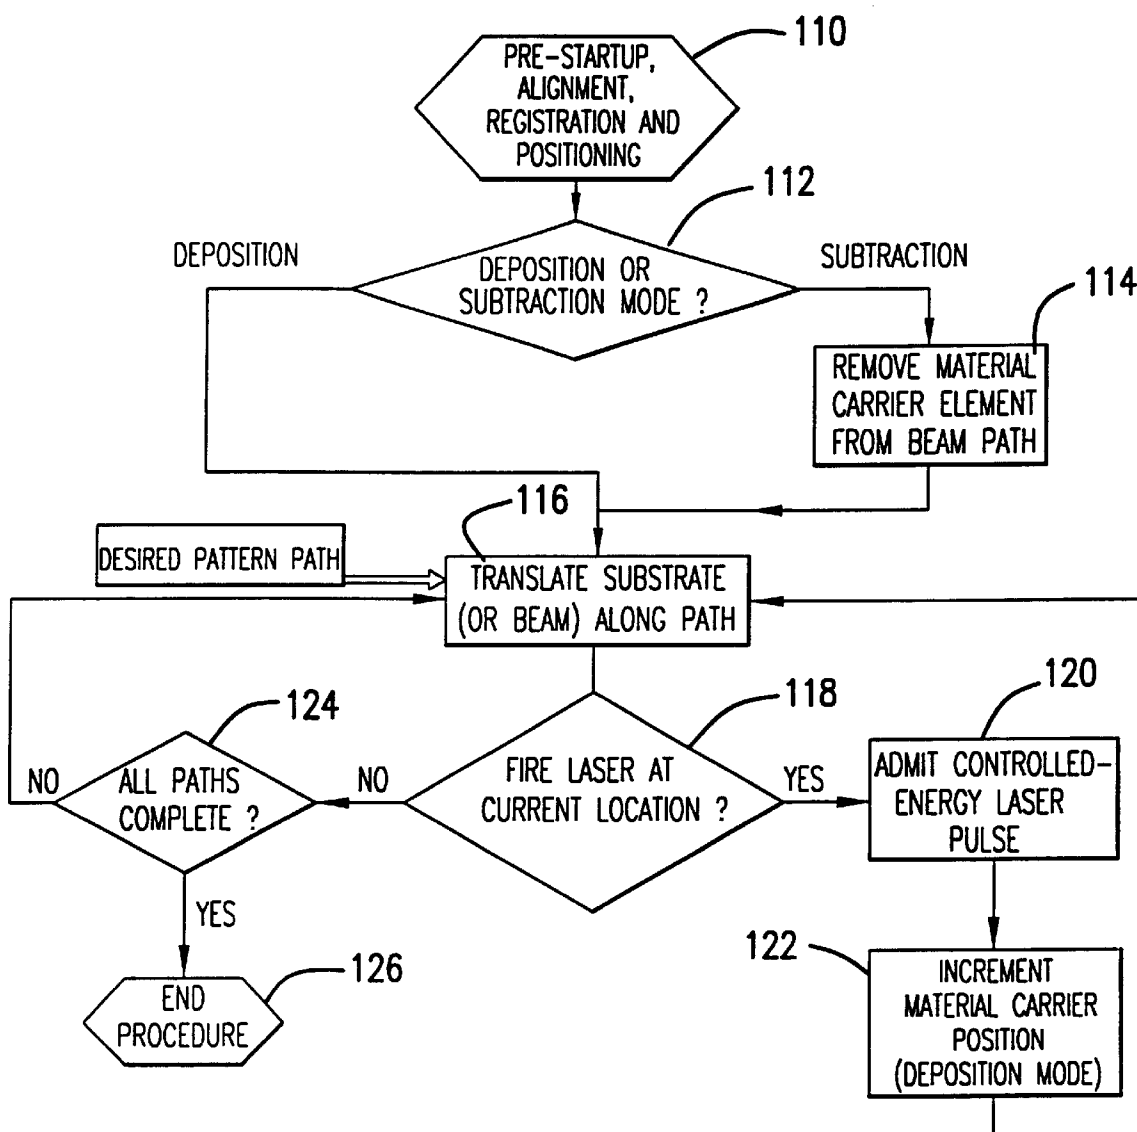 110
PRE-STARTUP,
ALIGNMENT,
REGISTRATION AND
POSITIONING
112
DEPOSITION
DEPOSITION OR
SUBTRACTION MODE ?
SUBTRACTION
114
REMOVE MATERIAL
CARRIER ELEMENT
FROM BEAM PATH
116
DESIRED PATTERN PATH
TRANSLATE SUBSTRATE
(OR BEAM) ALONG PATH
118
FIRE LASER AT
CURRENT LOCATION ?
NO
YES
124
ALL PATHS
COMPLETE ?
NO
YES
120
ADMIT CONTROLLED-
ENERGY LASER
PULSE
126
END
PROCEDURE
122
INCREMENT
MATERIAL CARRIER
POSITION
(DEPOSITION MODE)